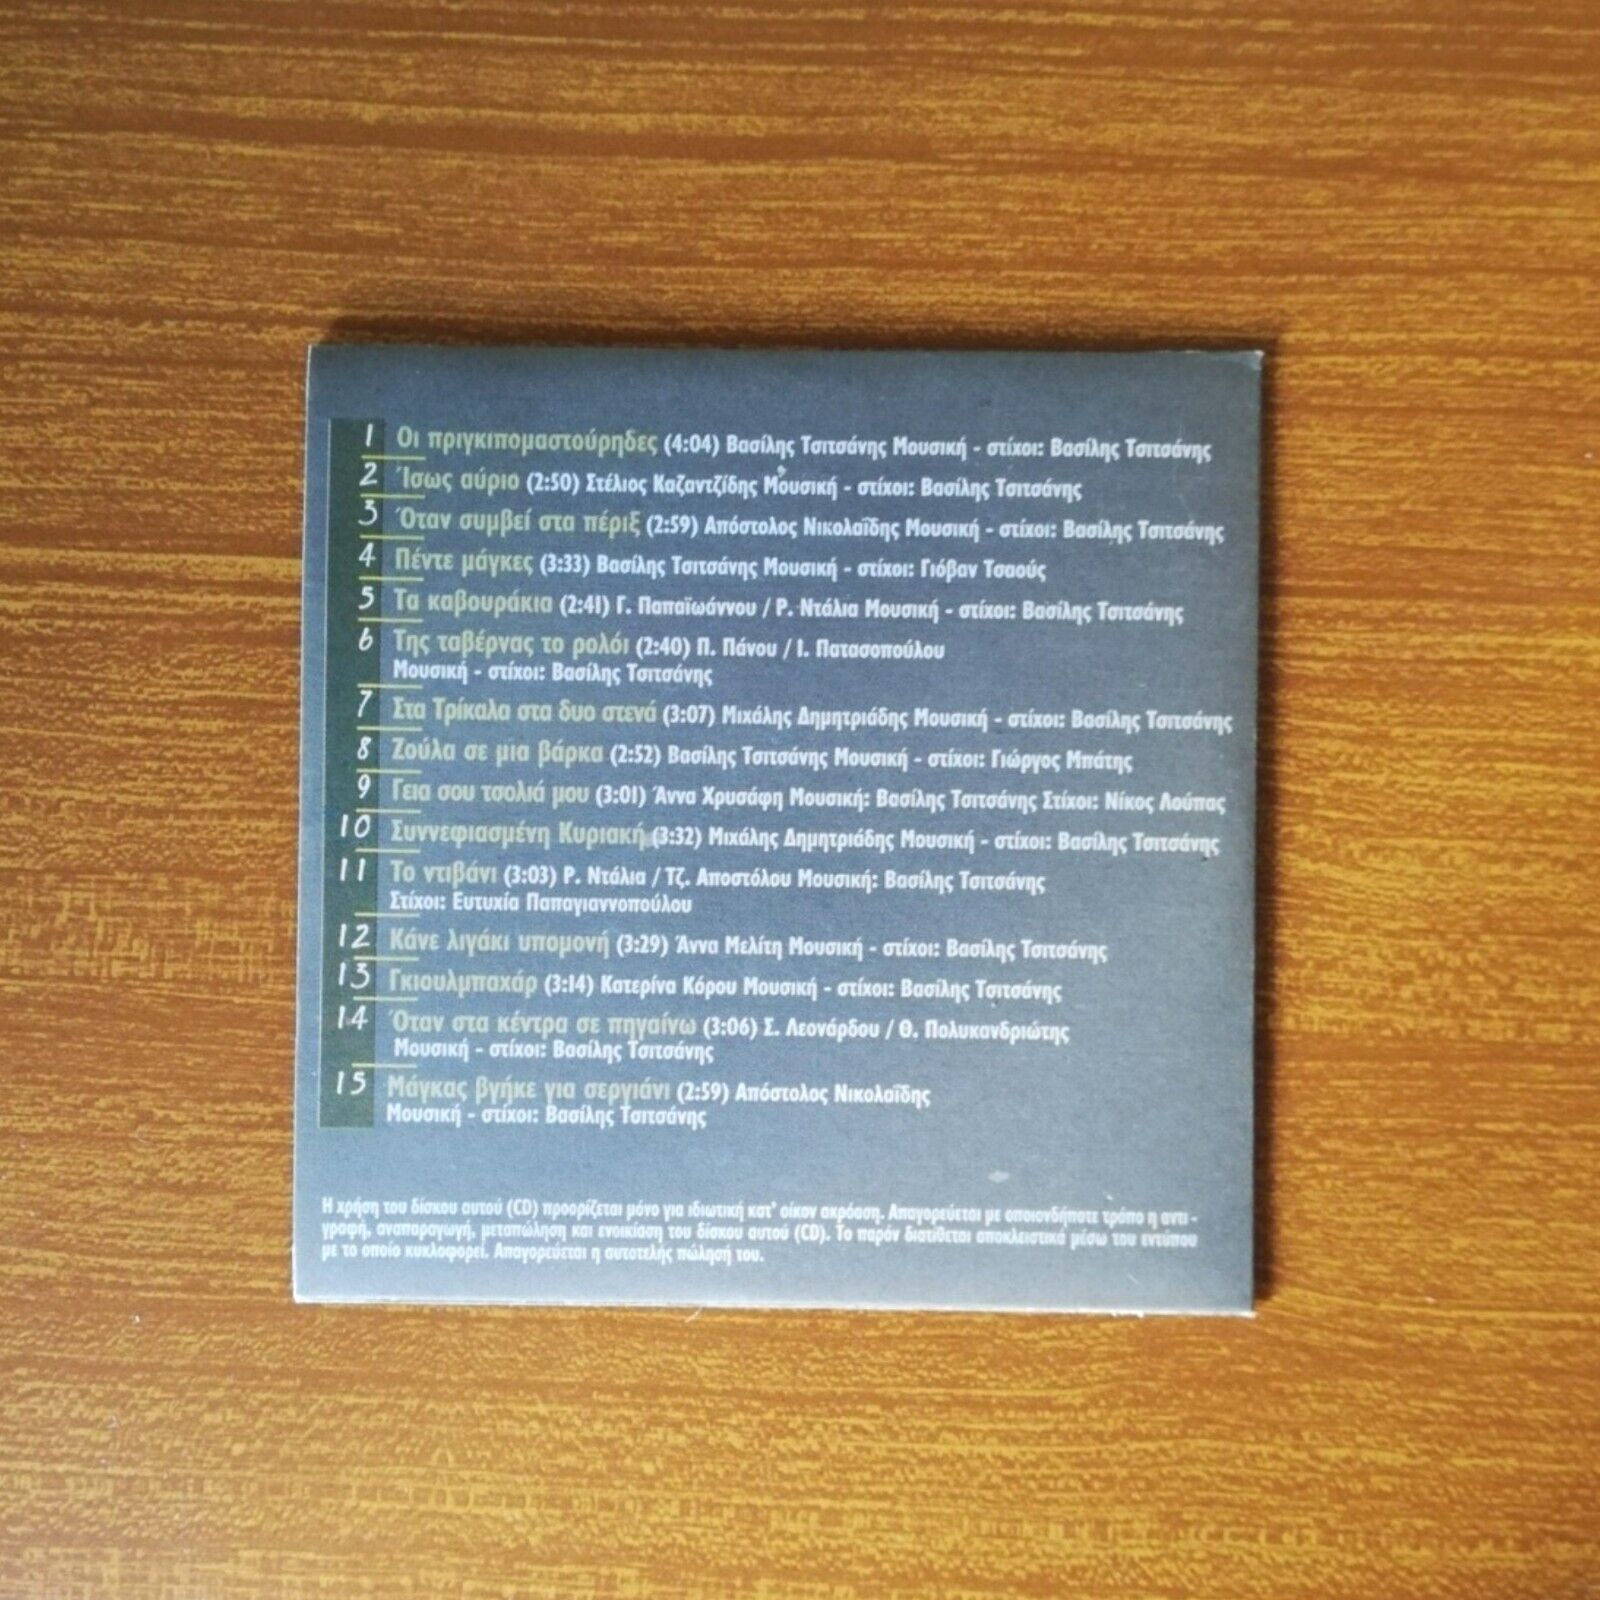 1 Οι πριγκιπομαστούρηδες (4:04) Βασίλης Τσιτσάνης Μουσική - στίχοι: Βασίλης Τσιτσάνης
2 Ίσως αύριο (2:50) Στέλιος Καζαντζίδης Μουσική - στίχοι: Βασίλης Τσιτσάνης
3 Όταν συμβεί στα πέριξ (2:59) Απόστολος Νικολαΐδης Μουσική - στίχοι: Βασίλης Τσιτσάνης
4 Πέντε μάγκες (3:33) Βασίλης Τσιτσάνης Μουσική - στίχοι: Γιόβαν Τσαούς
5 Τα καβουράκια (2:41) Γ. Παπαϊωάννου / Ρ. Ντάλια Μουσική - στίχοι: Βασίλης Τσιτσάνης
6 Της ταβέρνας το ρολόι (2:40) Π. Πάνου / Ι. Πατασοπούλου
Μουσική - στίχοι: Βασίλης Τσιτσάνης
7 Στα Τρίκαλα στα δυο στενά (3:07) Μιχάλης Δημητριάδης Μουσική - στίχοι: Βασίλης Τσιτσάνης
8 Ζούλα σε μια βάρκα (2:52) Βασίλης Τσιτσάνης Μουσική - στίχοι: Γιώργος Μπάτης
9 Γεια σου τσολιά μου (3:01) Άννα Χρυσάφη Μουσική: Βασίλης Τσιτσάνης Στίχοι: Νίκος Λούπας
10 Συννεφιασμένη Κυριακή (3:32) Μιχάλης Δημητριάδης Μουσική - στίχοι: Βασίλης Τσιτσάνης
11 Το ντιβάνι (3:03) Ρ. Ντάλια / Τζ. Αποστόλου Μουσική: Βασίλης Τσιτσάνης
Στίχοι: Ευτυχία Παπαγιαννοπούλου
12 Κάνε λιγάκι υπομονή (3:29) Άννα Μελίτη Μουσική - στίχοι: Βασίλης Τσιτσάνης
13 Γκιουλμπαχάρ (3:14) Κατερίνα Κόρου Μουσική - στίχοι: Βασίλης Τσιτσάνης
14 Όταν στα κέντρα σε πηγαίνω (3:06) Σ. Λεονάρδου / Θ. Πολυκανδριώτης
Μουσική - στίχοι: Βασίλης Τσιτσάνης
15 Μάγκας βγήκε για σεργιάνι (2:59) Απόστολος Νικολαΐδης
Μουσική - στίχοι: Βασίλης Τσιτσάνης
Η χρήση του δίσκου αυτού (CD) προορίζεται μόνο για ιδιωτική κατ' οίκον ακρόαση. Απαγορεύεται με οποιονδήποτε τρόπο η αντι -
γραφή, αναπαραγωγή, μεταπώληση και ενοικίαση του δίσκου αυτού (CD). Το παρόν διατίθεται αποκλειστικά μέσω του εντύπου
με το οποίο κυκλοφορεί. Απαγορεύεται η αυτοτελής πώλησή του.